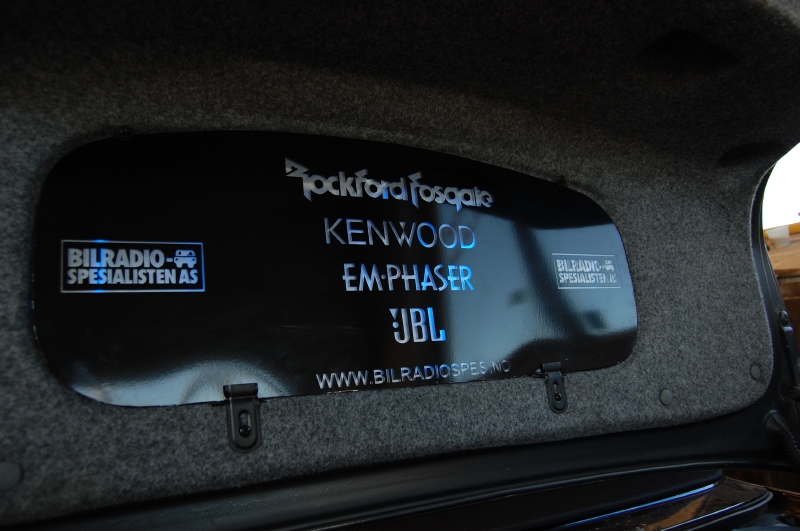 Rockford Fosgate
KENWOOD
EM·PHASER
JBL
WWW.BILRADIOSPES.NO
BILRADIO-
SPESIALISTEN AS
BILRADIO-
SPESIALISTEN AS